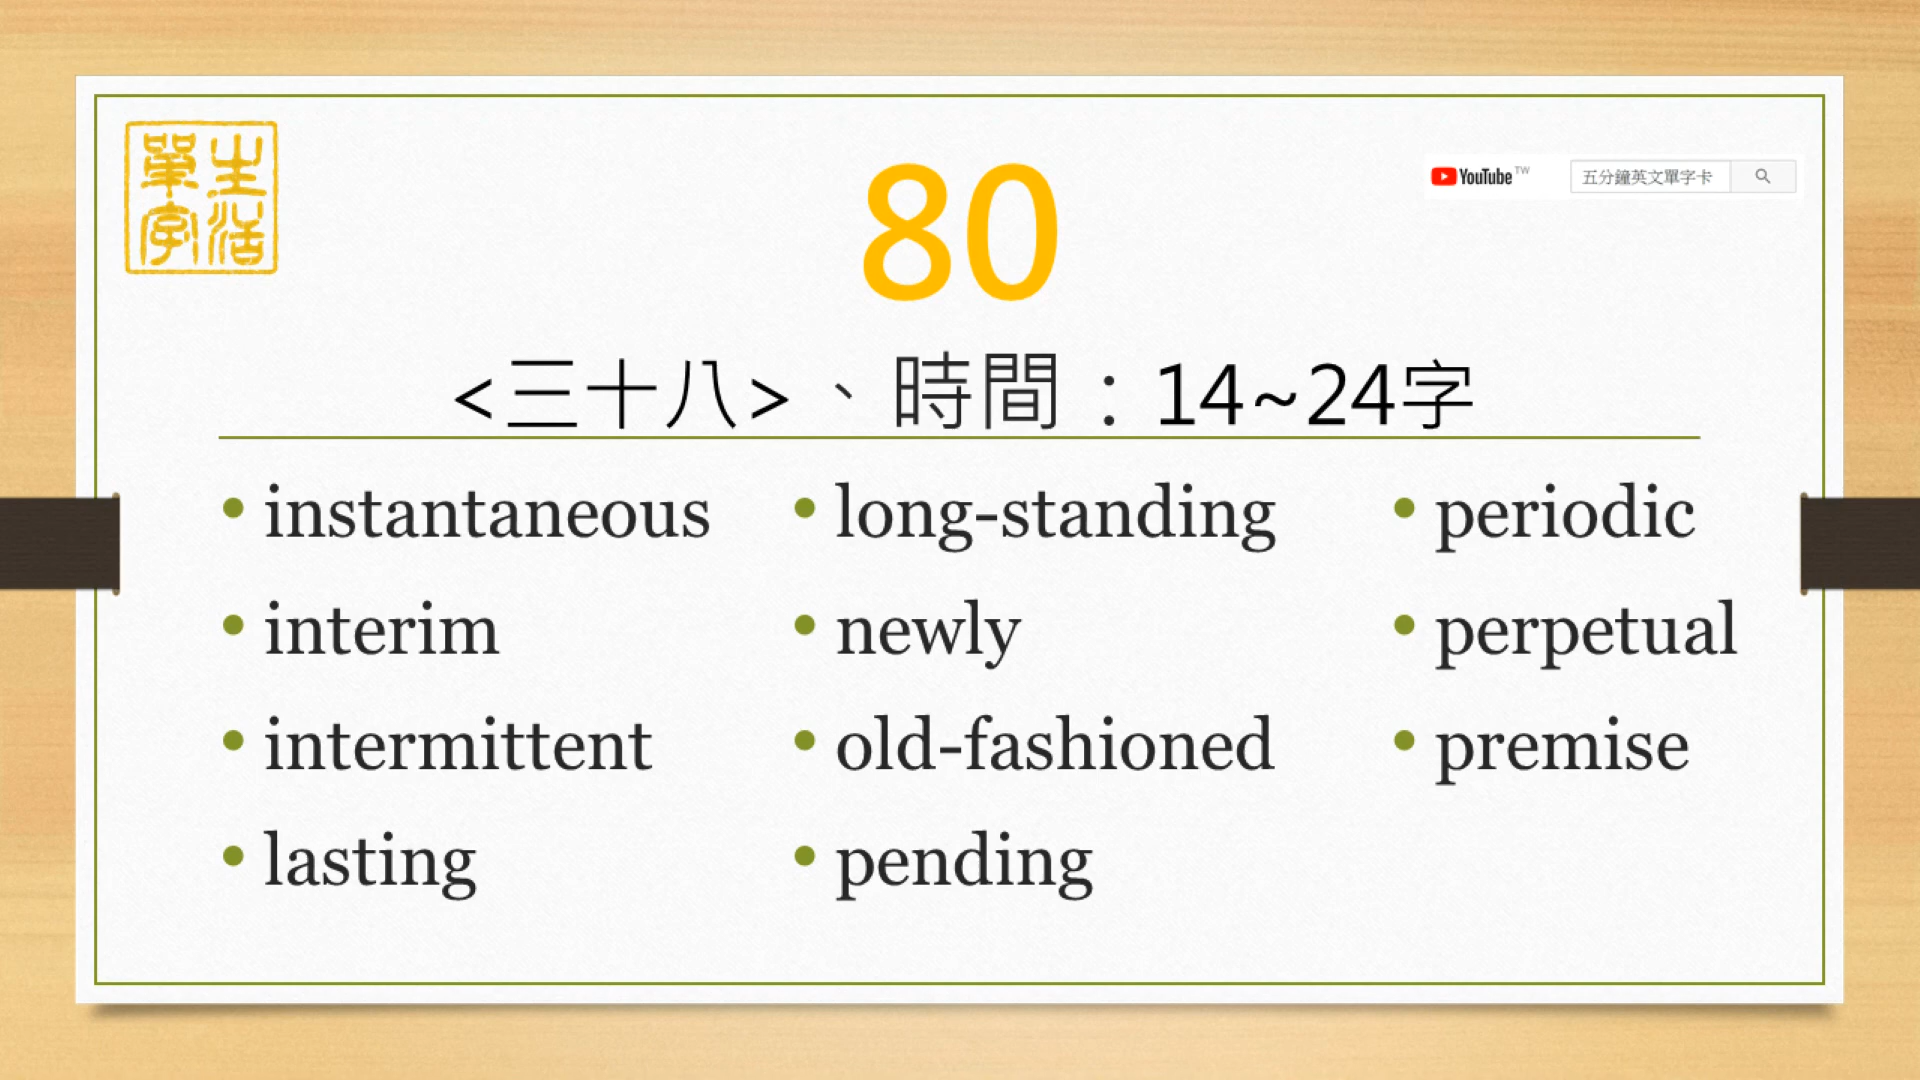 生活
單字
80
YouTube TW
五分鐘英文單字卡
<三十八>、時間：14~24字
• instantaneous
• interim
• intermittent
• lasting
• long-standing
• newly
• old-fashioned
• pending
• periodic
• perpetual
• premise